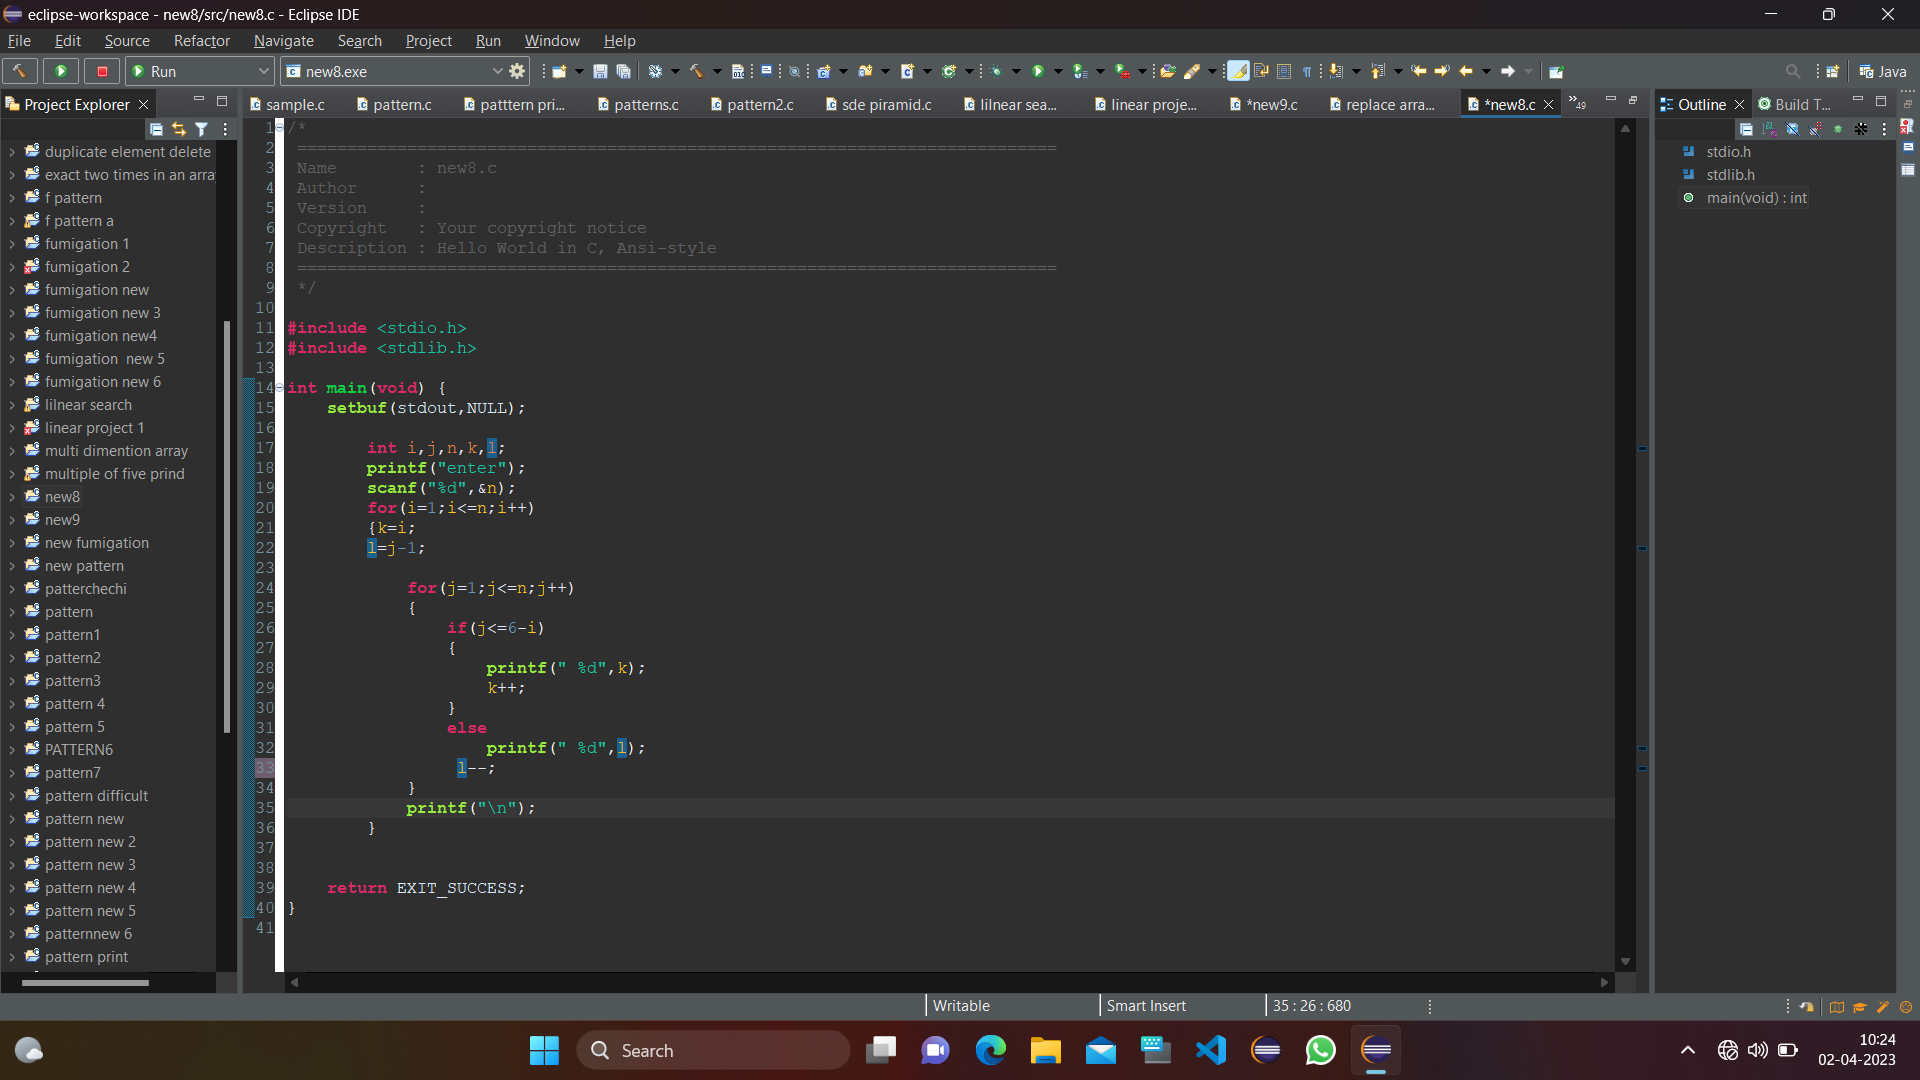 eclipse-workspace - new8/src/new8.c - Eclipse IDE
File Edit Source Refactor Navigate Search Project Run Window Help
Run new8.exe Java
Project Explorer
sample.c pattern.c patttern pri... patterns.c pattern2.c sde piramid.c lilnear sea... linear proje... *new9.c replace arra... *new8.c »49
Outline Build T...
duplicate element delete
exact two times in an arra
f pattern
f pattern a
fumigation 1
fumigation 2
fumigation new
fumigation new 3
fumigation new4
fumigation new 5
fumigation new 6
lilnear search
linear project 1
multi dimention array
multiple of five prind
new8
new9
new fumigation
new pattern
patterchechi
pattern
pattern1
pattern2
pattern3
pattern 4
pattern 5
PATTERN6
pattern7
pattern difficult
pattern new
pattern new 2
pattern new 3
pattern new 4
pattern new 5
patternnew 6
pattern print
1 /*
2 ============================================================================
3 Name : new8.c
4 Author :
5 Version :
6 Copyright : Your copyright notice
7 Description : Hello World in C, Ansi-style
8 ============================================================================
9 */
10
11 #include <stdio.h>
12 #include <stdlib.h>
13
14 int main(void) {
15 setbuf(stdout,NULL);
16
17 int i,j,n,k,l;
18 printf("enter");
19 scanf("%d",&n);
20 for(i=1;i<=n;i++)
21 {k=i;
22 l=j-1;
23
24 for(j=1;j<=n;j++)
25 {
26 if(j<=6-i)
27 {
28 printf(" %d",k);
29 k++;
30 }
31 else
32 printf(" %d",l);
33 l--;
34 }
35 printf("\n");
36 }
37
38
39 return EXIT_SUCCESS;
40 }
41
stdio.h
stdlib.h
main(void) : int
Writable Smart Insert 35 : 26 : 680
Search
10:24
02-04-2023